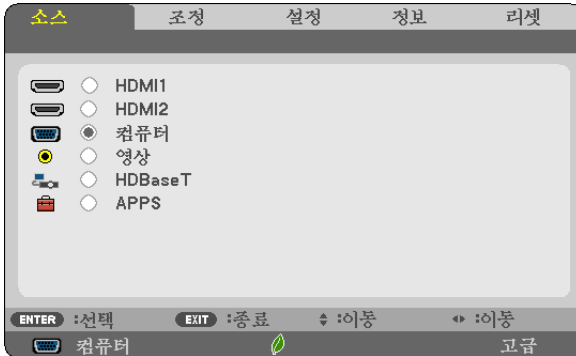 소스 조정 설정 정보 리셋
HDMI1
HDMI2
컴퓨터
영상
HDBaseT
APPS
ENTER :선택 EXIT :종료 :이동 :이동
컴퓨터 고급